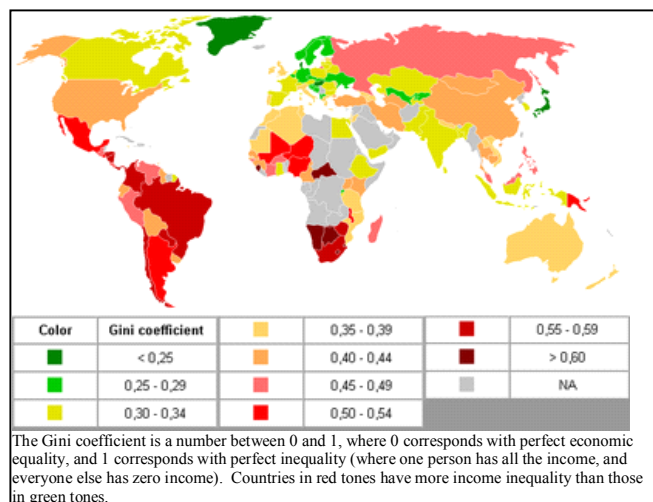 Color Gini coefficient 0,35 - 0,39 0,55 - 0,59
< 0,25 0,40 - 0,44 > 0,60
0,25 - 0,29 0,45 - 0,49 NA
0,30 - 0,34 0,50 - 0,54
The Gini coefficient is a number between 0 and 1, where 0 corresponds with perfect economic
equality, and 1 corresponds with perfect inequality (where one person has all the income, and
everyone else has zero income).  Countries in red tones have more income inequality than those
in green tones.